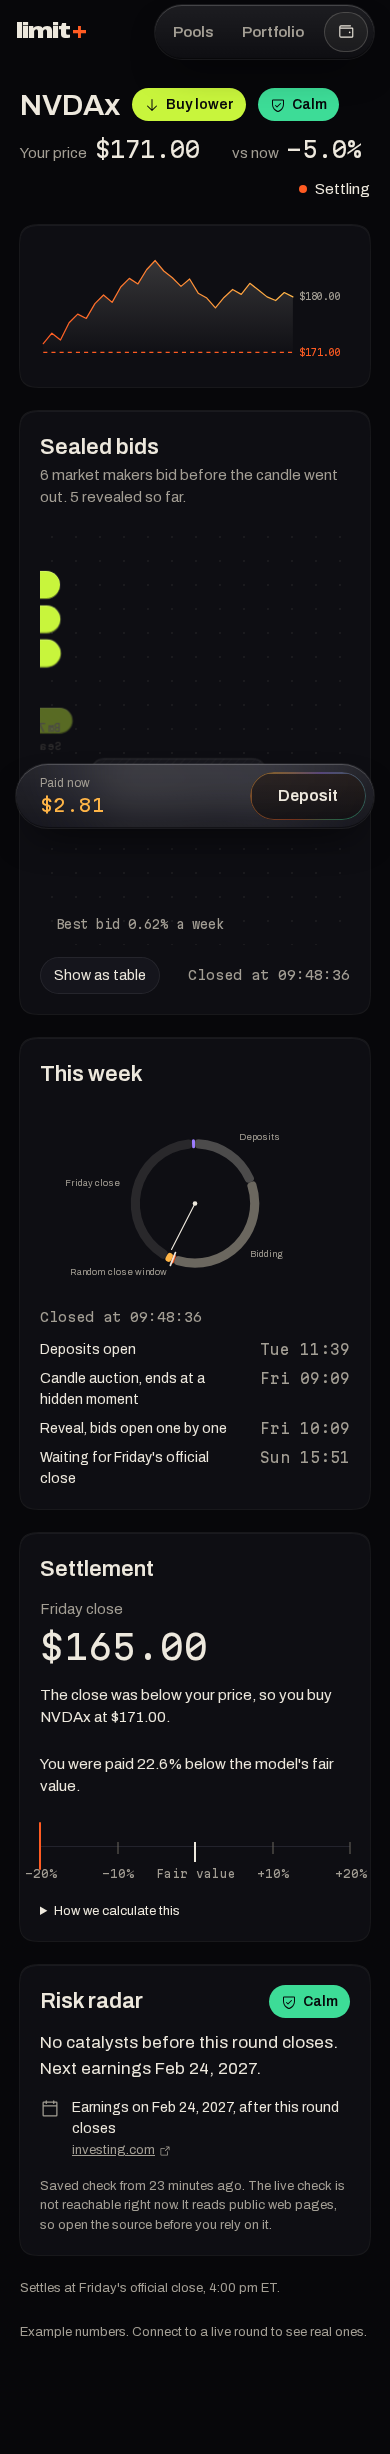 limit+
Pools Portfolio
NVDAx
Buy lower
Calm
Your price $171.00 vs now −5.0%
Settling
$180.00
$171.00
Sealed bids
6 market makers bid before the candle went
out. 5 revealed so far.
Paid now
$2.81
Deposit
Best bid 0.62% a week
Show as table
Closed at 09:48:36
This week
Deposits
Friday close
Bidding
Random close window
Closed at 09:48:36
Deposits open Tue 11:39
Candle auction, ends at a Fri 09:09
hidden moment
Reveal, bids open one by one Fri 10:09
Waiting for Friday's official Sun 15:51
close
Settlement
Friday close
$165.00
The close was below your price, so you buy
NVDAx at $171.00.
You were paid 22.6% below the model's fair
value.
−20% −10% Fair value +10% +20%
How we calculate this
Risk radar
Calm
No catalysts before this round closes.
Next earnings Feb 24, 2027.
Earnings on Feb 24, 2027, after this round
closes
investing.com
Saved check from 23 minutes ago. The live check is
not reachable right now. It reads public web pages,
so open the source before you rely on it.
Settles at Friday's official close, 4:00 pm ET.
Example numbers. Connect to a live round to see real ones.